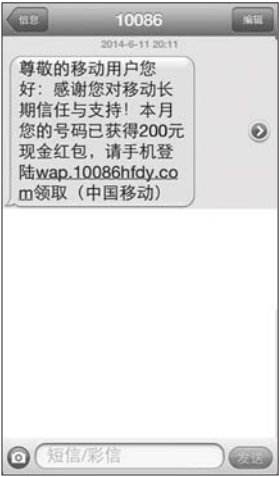 信息
10086
编辑
2014-6-11 20:11
尊敬的移动用户您
好：感谢您对移动长
期信任与支持！本月
您的号码已获得200元
现金红包，请手机登
陆wap.10086hfdy.co
m领取（中国移动）
短信/彩信
发送